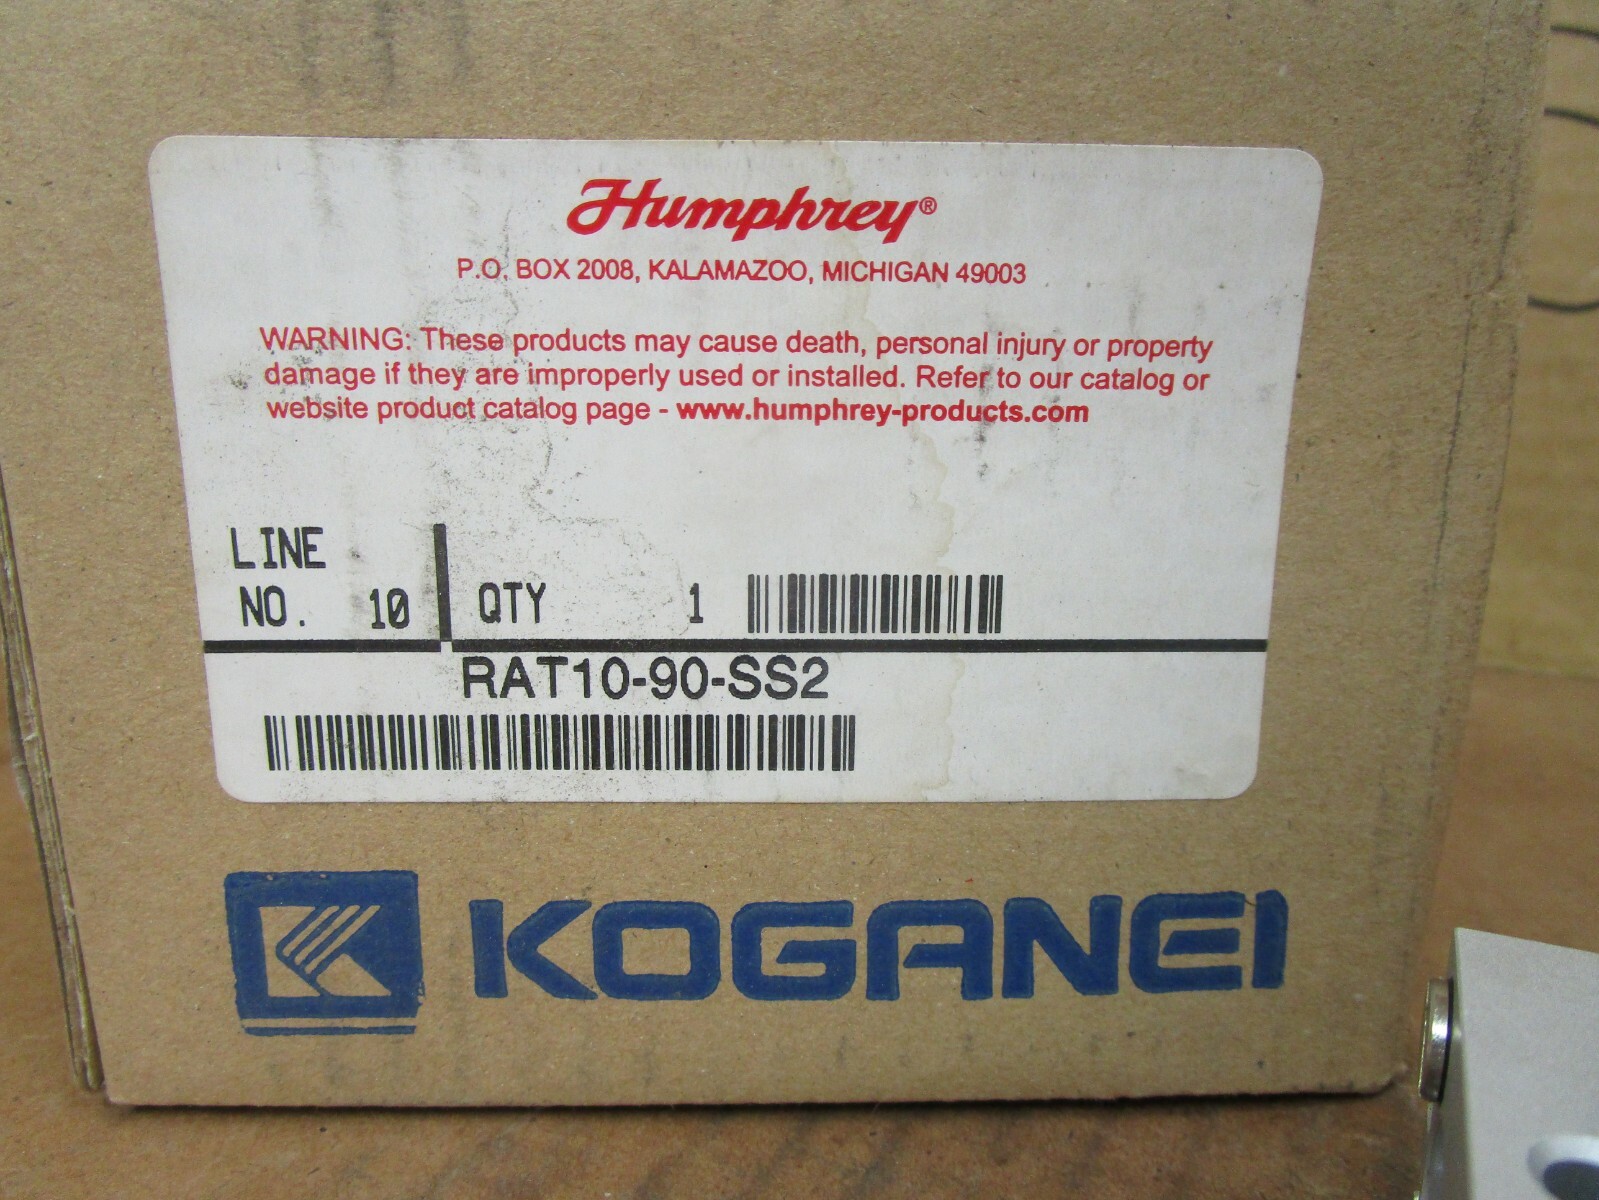 Humphrey®
P.O. BOX 2008, KALAMAZOO, MICHIGAN 49003
WARNING: These products may cause death, personal injury or property
damage if they are improperly used or installed. Refer to our catalog or
website product catalog page - www.humphrey-products.com
LINE
NO. 10 QTY 1
RAT10-90-SS2
KOGANEI